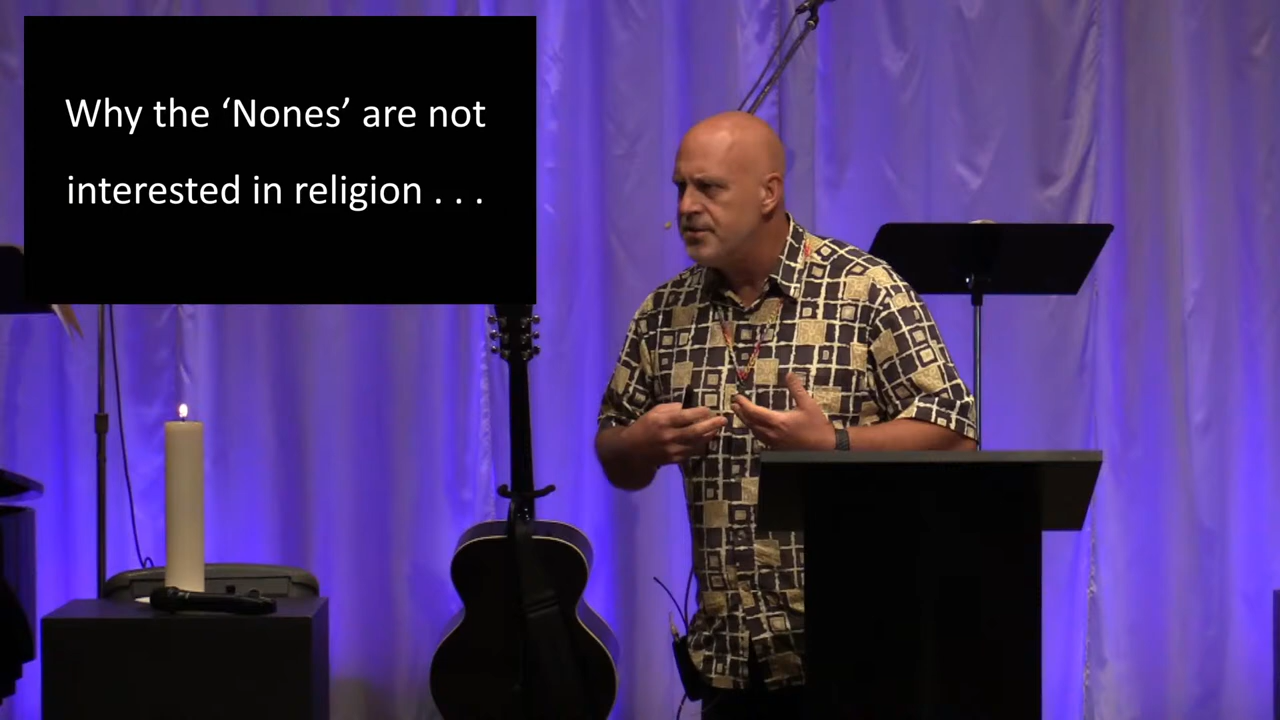 Why the ‘Nones’ are not
interested in religion . . .